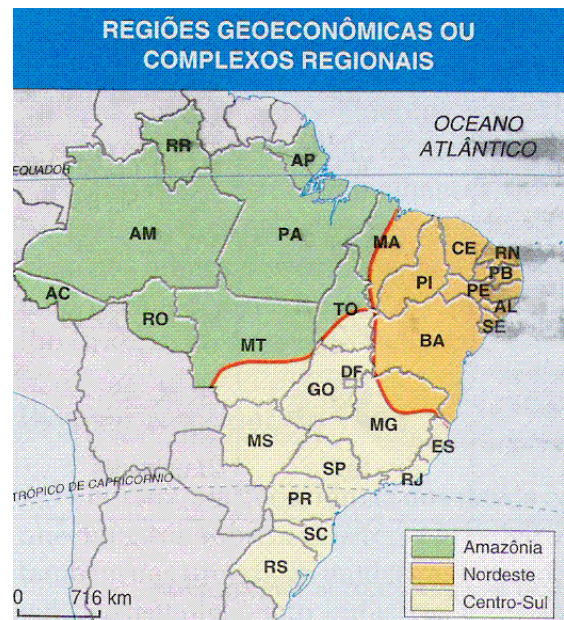 REGIÕES GEOECONÔMICAS OU
COMPLEXOS REGIONAIS
OCEANO
ATLÂNTICO
EQUADOR
RR
AP
AM
PA
MA
CE
RN
PB
PI
PE
AL
SE
AC
RO
TO
MT
BA
DF
GO
MG
ES
MS
SP
RJ
TRÓPICO DE CAPRICÓRNIO
PR
SC
RS
Amazônia
Nordeste
Centro-Sul
0 716 km